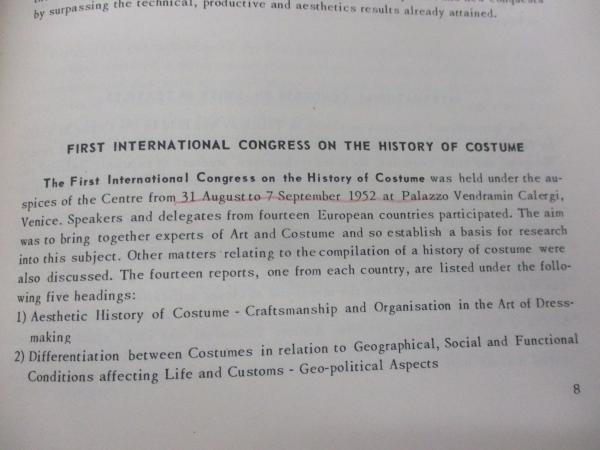 by surpassing the technical, productive and aesthetics results already attained.
FIRST INTERNATIONAL CONGRESS ON THE HISTORY OF COSTUME
The First International Congress on the History of Costume was held under the au-
spices of the Centre from 31 August to 7 September 1952 at Palazzo Vendramin Calergi,
Venice. Speakers and delegates from fourteen European countries participated. The aim
was to bring together experts of Art and Costume and so establish a basis for research
into this subject. Other matters relating to the compilation of a history of costume were
also discussed. The fourteen reports, one from each country, are listed under the follo-
wing five headings:
1) Aesthetic History of Costume - Craftsmanship and Organisation in the Art of Dress-
making
2) Differentiation between Costumes in relation to Geographical, Social and Functional
Conditions affecting Life and Customs - Geo-political Aspects
8